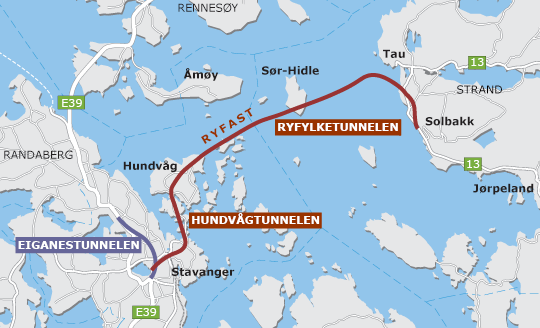 RENNESØY
Tau
13
Sør-Hidle
Åmøy
STRAND
E39
RYFAST
Solbakk
RYFYLKETUNNELEN
RANDABERG
Hundvåg
13
Jørpeland
HUNDVÅGTUNNELEN
EIGANESTUNNELEN
Stavanger
E39